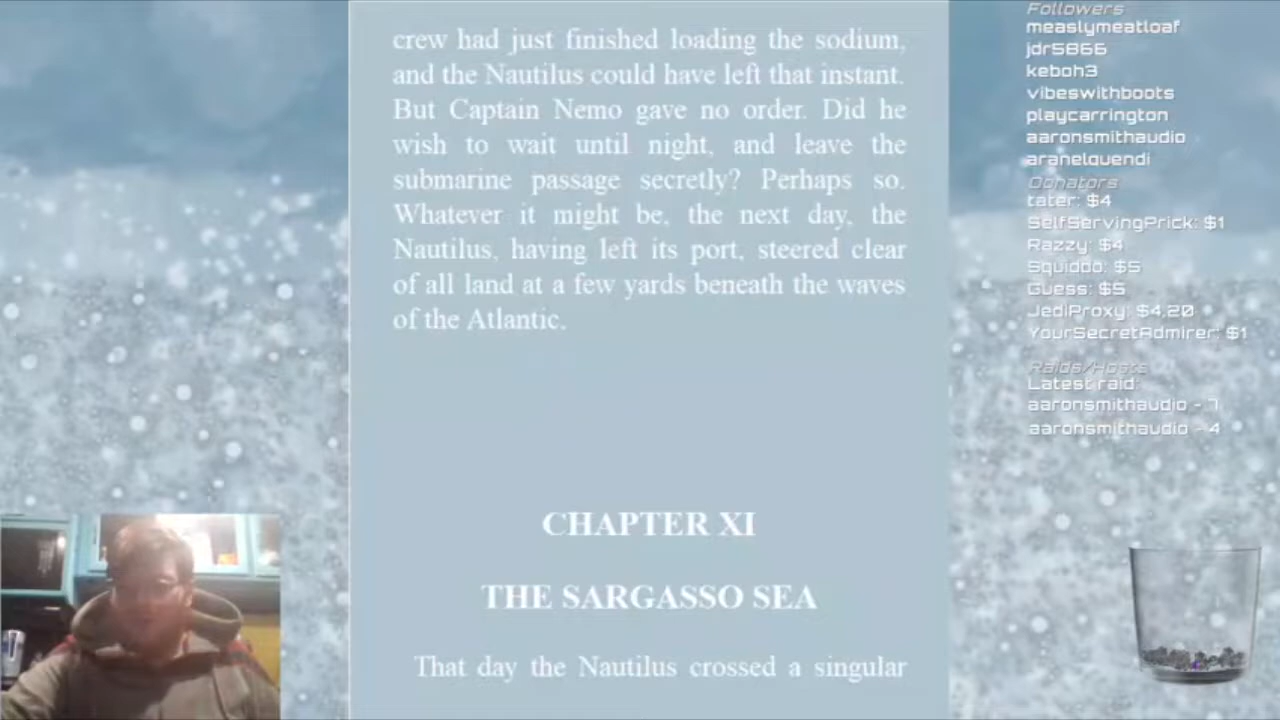 crew had just finished loading the sodium,
and the Nautilus could have left that instant.
But Captain Nemo gave no order. Did he
wish to wait until night, and leave the
submarine passage secretly? Perhaps so.
Whatever it might be, the next day, the
Nautilus, having left its port, steered clear
of all land at a few yards beneath the waves
of the Atlantic.
CHAPTER XI
THE SARGASSO SEA
That day the Nautilus crossed a singular
Followers
measlymeatloaf
jdr5866
keboh3
vibeswithboots
playcarrington
aaronsmithaudio
aranelquendi
Donators
tater: $4
SelfServingPrick: $1
Razzy: $4
Squidoo: $5
Guess: $5
JediProxy: $4.20
YourSecretAdmirer: $1
Raids/Hosts
Latest raid:
aaronsmithaudio - 7
aaronsmithaudio - 4